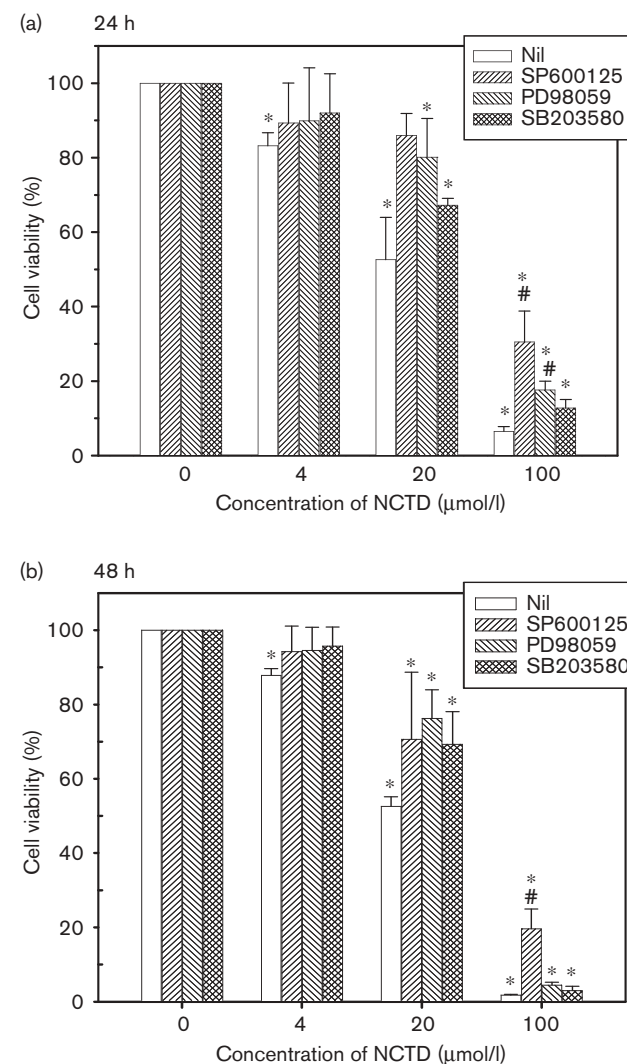 (a) 24 h
Nil
SP600125
PD98059
SB203580
100
80
60
40
20
0
Cell viability (%)
* * * * * * # * # * *
0 4 20 100
Concentration of NCTD (μmol/l)
(b) 48 h
Nil
SP600125
PD98059
SB203580
100
80
60
40
20
0
Cell viability (%)
* * * * * * * # * *
0 4 20 100
Concentration of NCTD (μmol/l)